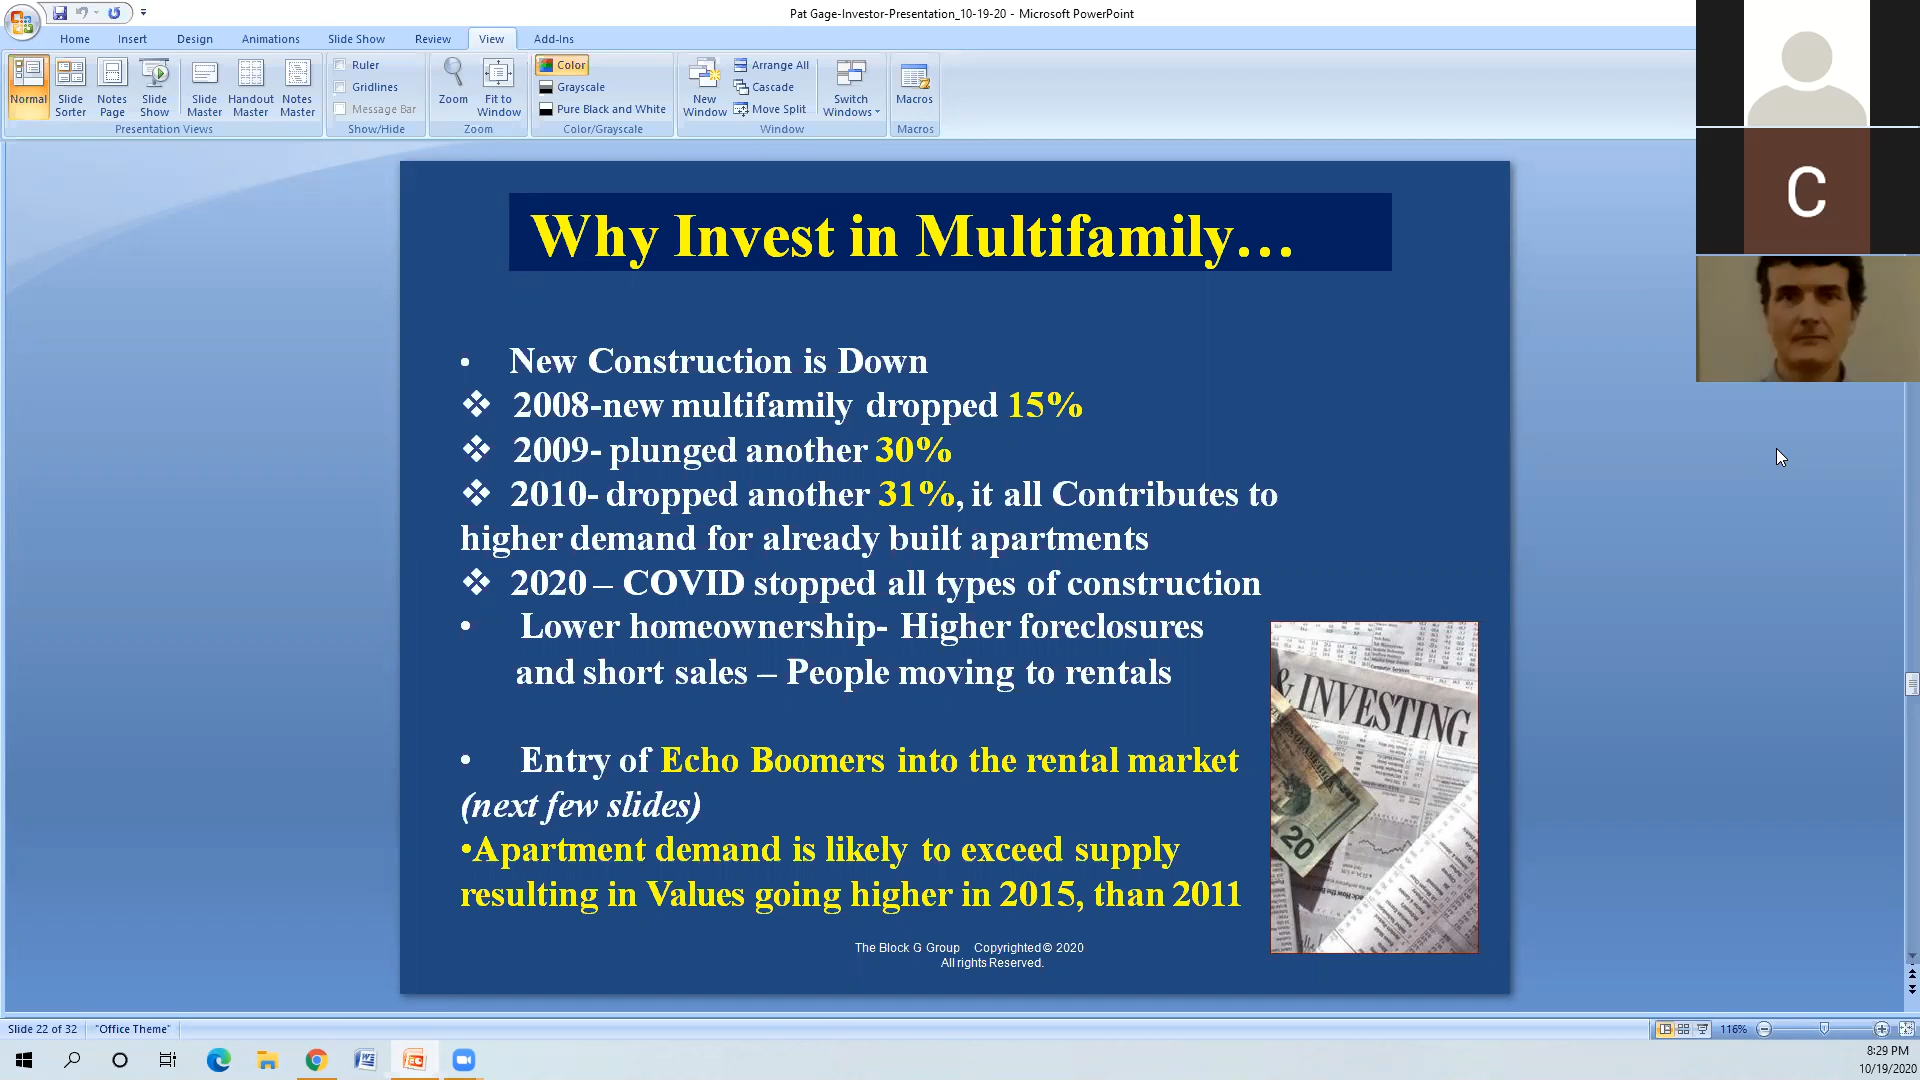 Pat Gage-Investor-Presentation_10-19-20 - Microsoft PowerPoint
Home Insert Design Animations Slide Show Review View Add-Ins
Normal Slide Sorter Notes Page Slide Show Slide Master Handout Master Notes Master
Presentation Views
Ruler
Gridlines
Message Bar
Show/Hide
Zoom Fit to Window
Zoom
Color
Grayscale
Pure Black and White
Color/Grayscale
New Window
Arrange All
Cascade
Move Split
Switch Windows
Window
Macros
Macros
C
Why Invest in Multifamily…
• New Construction is Down
❖ 2008-new multifamily dropped 15%
❖ 2009- plunged another 30%
❖ 2010- dropped another 31%, it all Contributes to
higher demand for already built apartments
❖ 2020 – COVID stopped all types of construction
• Lower homeownership- Higher foreclosures
and short sales – People moving to rentals
• Entry of Echo Boomers into the rental market
(next few slides)
•Apartment demand is likely to exceed supply
resulting in Values going higher in 2015, than 2011
& INVESTING
20
The Block G Group Copyrighted © 2020
All rights Reserved.
Slide 22 of 32 "Office Theme" 116%
8:29 PM
10/19/2020